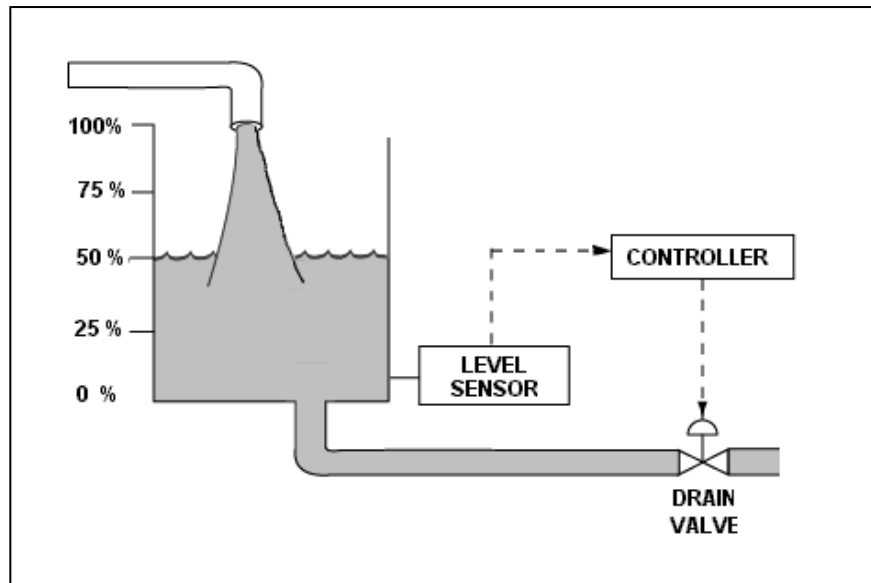 100%
75 %
50 %
25 %
0 %
CONTROLLER
LEVEL
SENSOR
DRAIN
VALVE